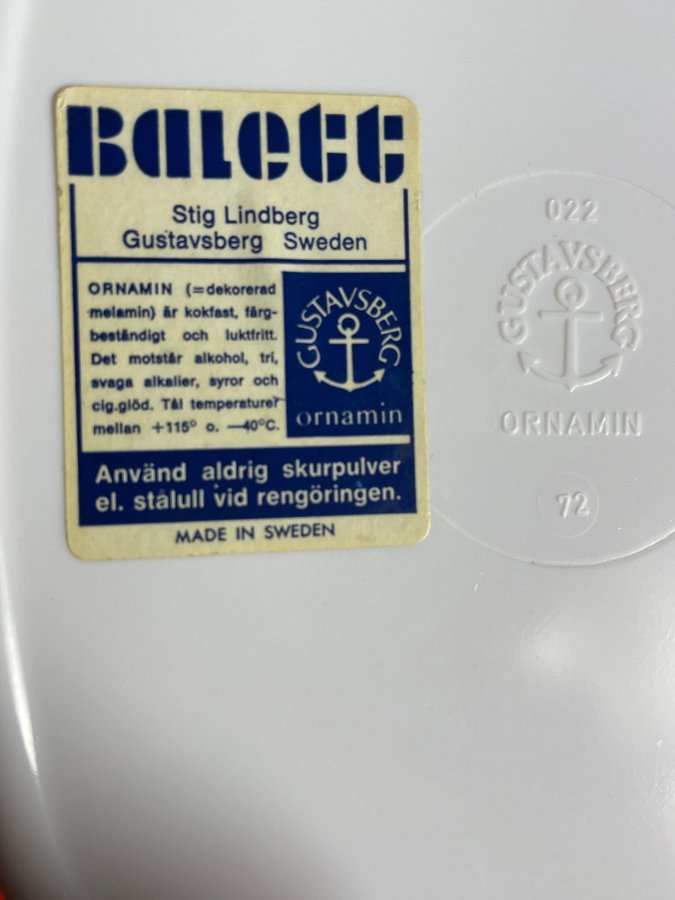 Balett
Stig Lindberg
Gustavsberg Sweden
ORNAMIN (=dekorerad
melamin) är kokfast, färg-
beständigt och luktfritt.
Det motstår alkohol, tri,
svaga alkalier, syror och
cig.glöd. Tål temperaturer
mellan +115° o. —40°C.
GUSTAVSBERG
ornamin
Använd aldrig skurpulver
el. stålull vid rengöringen.
MADE IN SWEDEN
022
GUSTAVSBERG
ORNAMIN
72